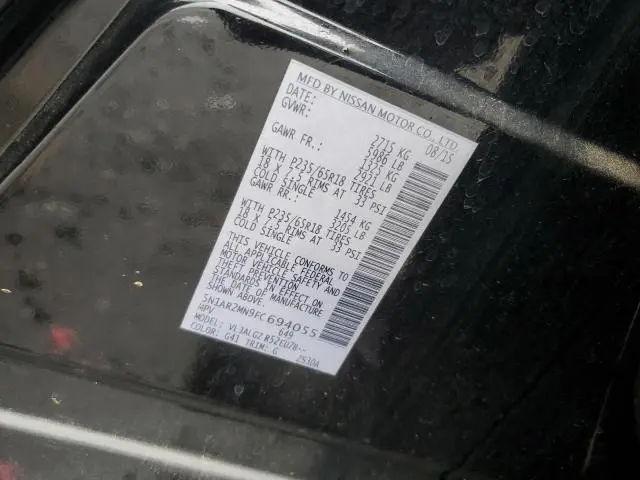 MFD BY NISSAN MOTOR CO., LTD
DATE: 08/15
GVWR: 2715 KG
5986 LB
GAWR FR.: 1325 KG
2921 LB
WITH P235/65R18 TIRES
18 X 7.5 RIMS AT 33 PSI
COLD SINGLE
GAWR RR.: 1454 KG
3205 LB
WITH P235/65R18 TIRES
18 X 7.5 RIMS AT 33 PSI
COLD SINGLE
THIS VEHICLE CONFORMS TO
ALL APPLICABLE FEDERAL
MOTOR VEHICLE SAFETY AND
THEFT PREVENTION
STANDARDS IN EFFECT ON
THE DATE OF MANUFACTURE
SHOWN ABOVE.
5N1AR2MN9FC694055
MPV 649
MODEL: VLJALGZ
COLOR: G41 TRIM: G 2530A